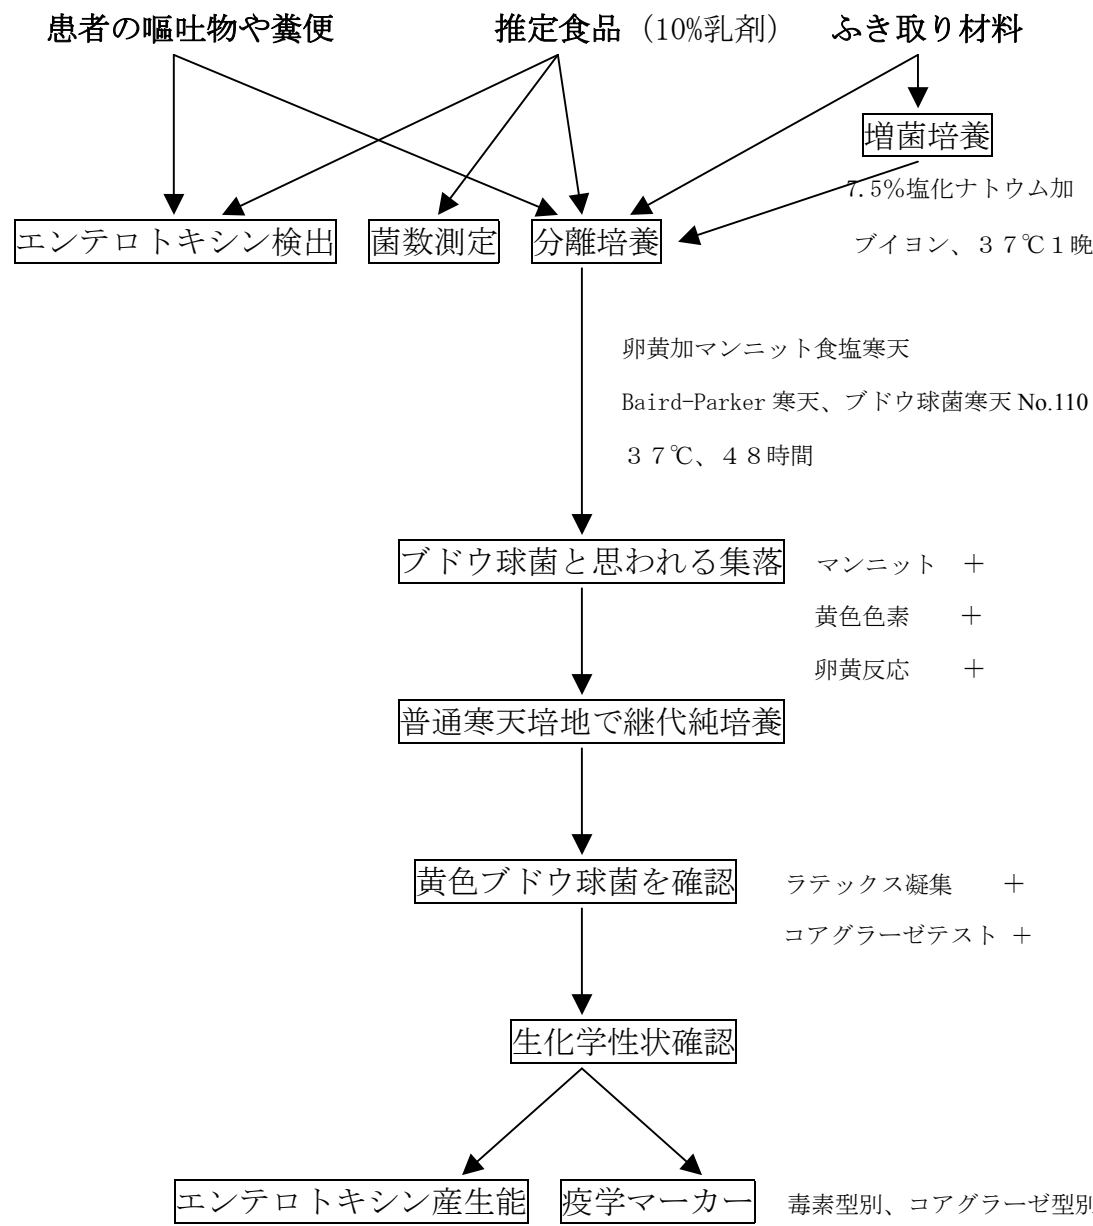 患者の嘔吐物や糞便 推定食品（10%乳剤） ふき取り材料
増菌培養
7.5%塩化ナトウム加
エンテロトキシン検出 菌数測定 分離培養 ブイヨン、３７℃１晩
卵黄加マンニット食塩寒天
Baird-Parker 寒天、ブドウ球菌寒天 No.110
３７℃、４８時間
ブドウ球菌と思われる集落 マンニット ＋
黄色色素 ＋
卵黄反応 ＋
普通寒天培地で継代純培養
黄色ブドウ球菌を確認 ラテックス凝集 ＋
コアグラーゼテスト ＋
生化学性状確認
エンテロトキシン産生能 疫学マーカー 毒素型別、コアグラーゼ型別